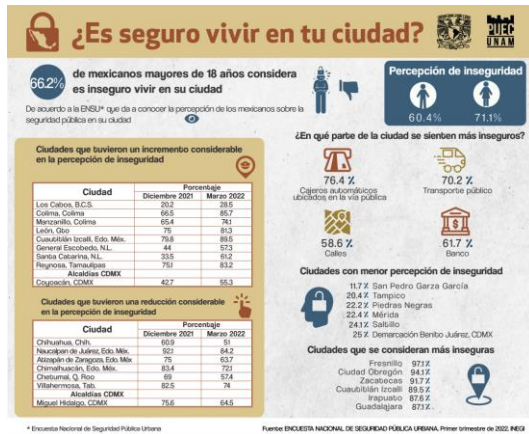 ¿Es seguro vivir en tu ciudad?
PUEC
UNAM
66.2%
de mexicanos mayores de 18 años considera
es inseguro vivir en su ciudad
De acuerdo a la ENSU* que da a conocer la percepción de los mexicanos sobre la
seguridad pública en su ciudad
Percepción de inseguridad
60.4% 71.1%
Ciudades que tuvieron un incremento considerable
en la percepción de inseguridad
Ciudad Porcentaje
Diciembre 2021 Marzo 2022
Los Cabos, B.C.S. 20.2 28.5
Colima, Colima 66.5 85.7
Manzanillo, Colima 65.4 74.1
León, Gto 75 81.3
Cuautitlán Izcalli, Edo. Méx. 79.8 89.5
General Escobedo, N.L. 44 57.3
Santa Catarina, N.L. 33.5 61.2
Reynosa, Tamaulipas 75.1 83.2
Alcaldías CDMX
Coyoacán, CDMX 42.7 55.3
Ciudades que tuvieron una reducción considerable
en la percepción de inseguridad
Ciudad Porcentaje
Diciembre 2021 Marzo 2022
Chihuahua, Chih. 60.9 51
Naucalpan de Juárez, Edo. Méx. 92.1 84.2
Atizapán de Zaragoza, Edo. Méx 75 63.7
Chimalhuacán, Edo. Méx. 83.4 72.1
Chetumal, Q. Roo 69 57.4
Villahermosa, Tab. 82.5 74
Alcaldías CDMX
Miguel Hidalgo, CDMX 75.6 64.5
¿En qué parte de la ciudad se sienten más inseguros?
76.4 %
Cajeros automáticos
ubicados en la vía pública
70.2 %
Transporte público
58.6 %
Calles
61.7 %
Banco
Ciudades con menor percepción de inseguridad
11.7 % San Pedro Garza García
20.4 % Tampico
22.2 % Piedras Negras
22.4 % Mérida
24.1 % Saltillo
25 % Demarcación Benito Juárez, CDMX
Ciudades que se consideran más inseguras
Fresnillo 97.1%
Ciudad Obregón 94.1%
Zacatecas 91.7%
Cuautitlán Izcalli 89.5%
Irapuato 87.6%
Guadalajara 87.1%
* Encuesta Nacional de Seguridad Pública Urbana
Fuente: ENCUESTA NACIONAL DE SEGURIDAD PÚBLICA URBANA. Primer trimestre de 2022. INEGI